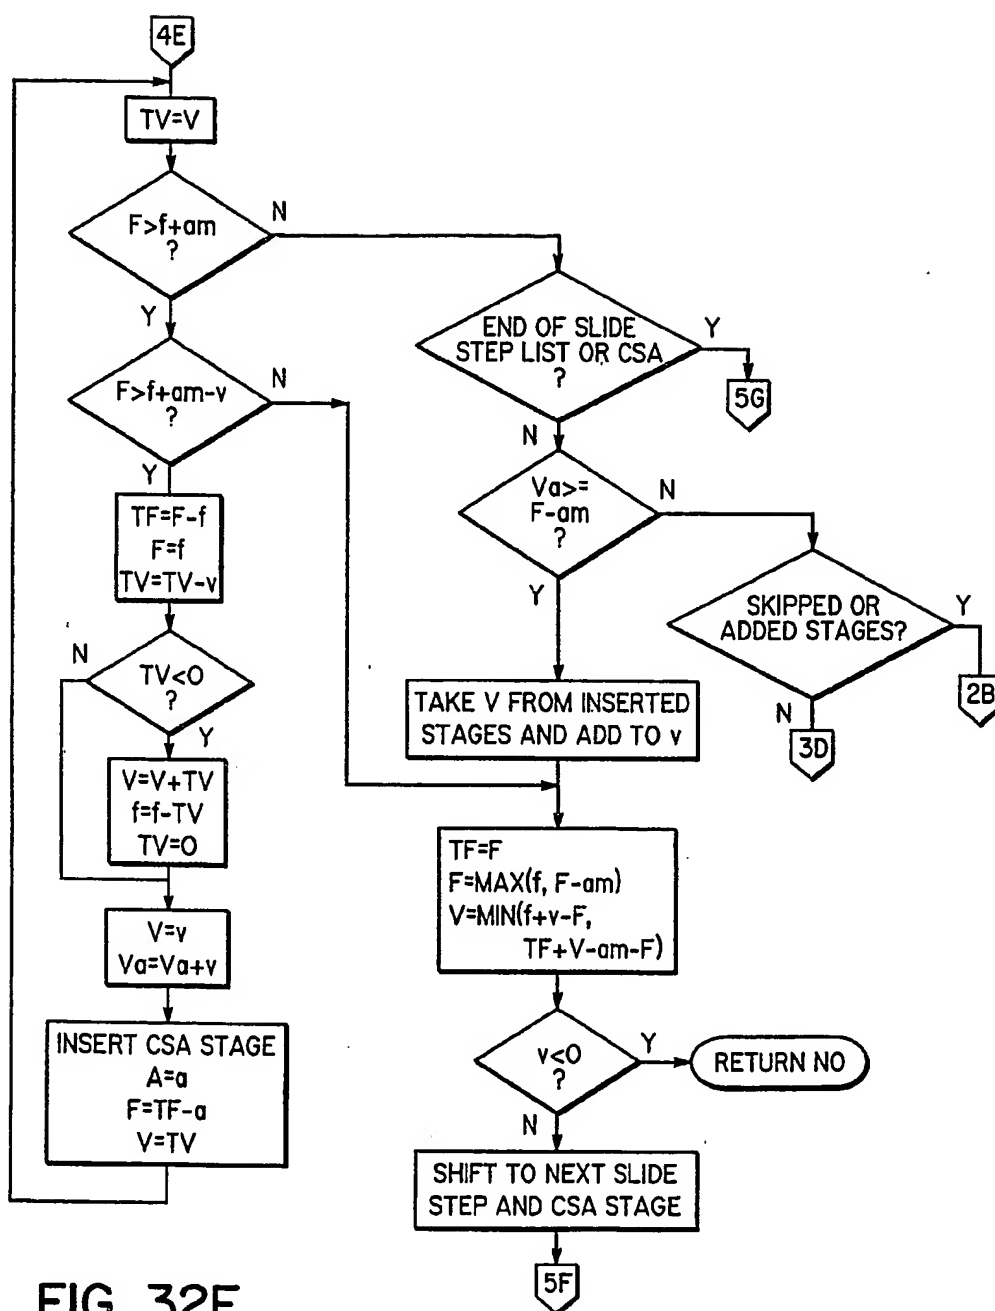 4E
TV=V
F>f+am
?
N
Y
END OF SLIDE
STEP LIST OR CSA
?
Y
5G
N
F>f+am-v
?
N
Y
Va>=
F-am
?
N
Y
TF=F-f
F=f
TV=TV-v
SKIPPED OR
ADDED STAGES?
Y
2B
N
3D
TV<0
?
N
Y
TAKE V FROM INSERTED
STAGES AND ADD TO v
V=V+TV
f=f-TV
TV=0
TF=F
F=MAX(f, F-am)
V=MIN(f+v-F,
TF+V-am-F)
V=v
Va=Va+v
INSERT CSA STAGE
A=a
F=TF-a
V=TV
v<0
?
Y
RETURN NO
N
SHIFT TO NEXT SLIDE
STEP AND CSA STAGE
5F
FIG. 32F